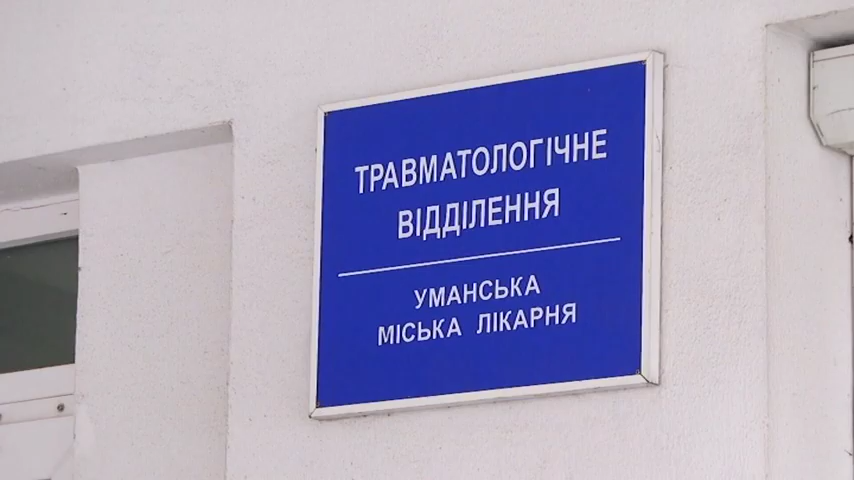 ТРАВМАТОЛОГІЧНЕ
ВІДДІЛЕННЯ
УМАНСЬКА
МІСЬКА ЛІКАРНЯ